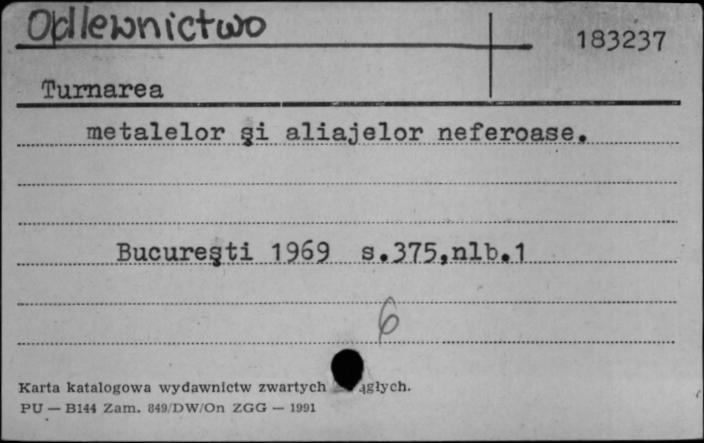 Odlewnictwo
183237
Turnarea
metalelor și aliajelor neferoase.
București 1969 s.375,nlb.1
6
Karta katalogowa wydawnictw zwartych
PU — B144 Zam. 849/DW/On ZGG — 1991